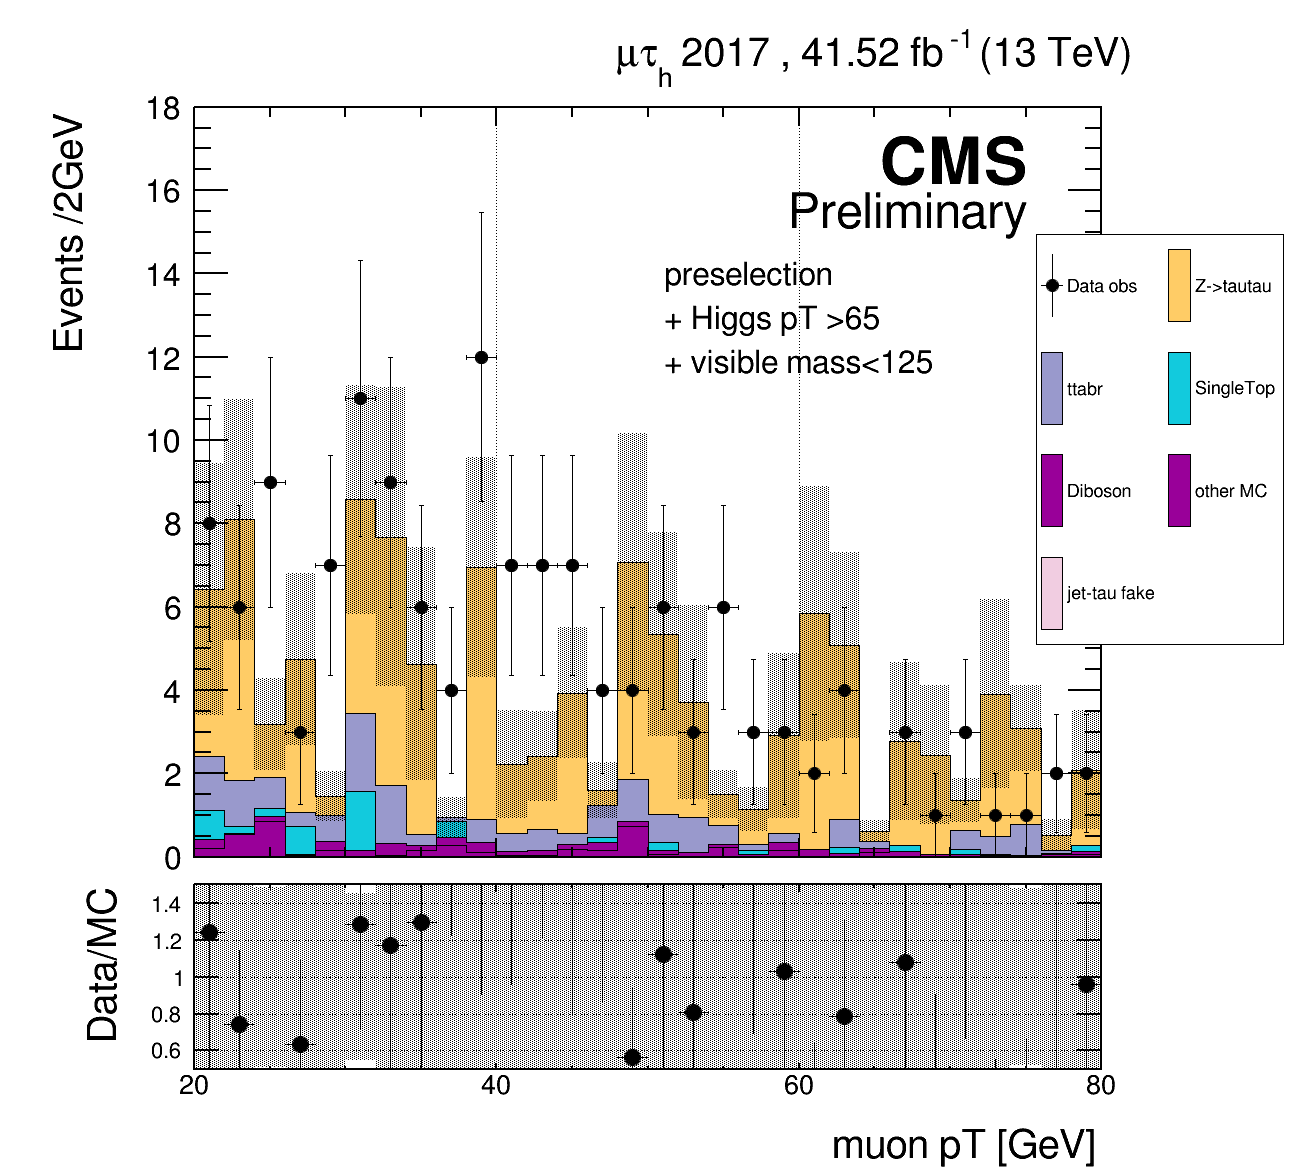 μτh 2017 , 41.52 fb-1 (13 TeV)
Events /2GeV
18
16
14
12
10
8
6
4
2
0
CMS
Preliminary
preselection
+ Higgs pT >65
+ visible mass<125
Data obs
Z->tautau
ttabr
SingleTop
Diboson
other MC
jet-tau fake
Data/MC
1.4
1.2
1
0.8
0.6
20 40 60 80
muon pT [GeV]